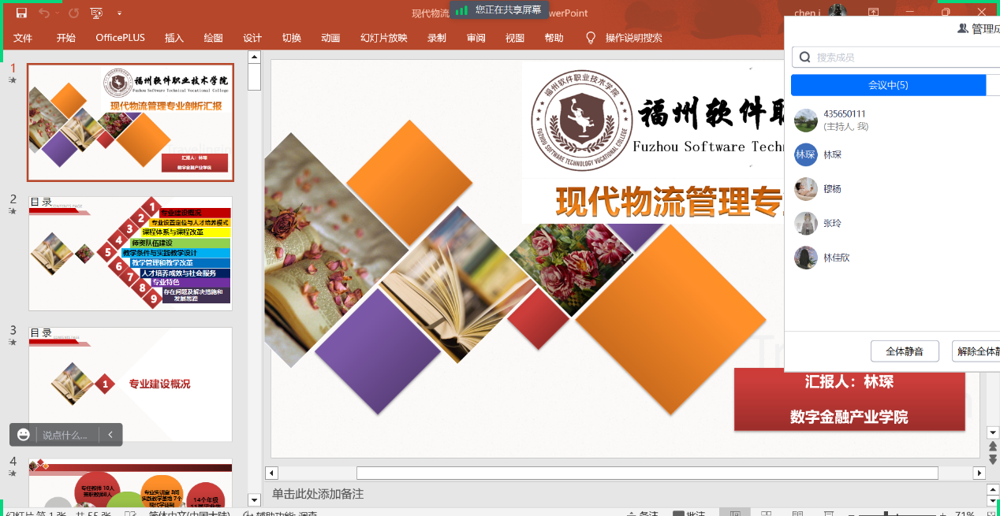 现代物流
您正在共享屏幕
werPoint
chen j
文件 开始 OfficePLUS 插入 绘图 设计 切换 动画 幻灯片放映 录制 审阅 视图 帮助 操作说明搜索
管理成
搜索成员
会议中(5)
435650111
(主持人, 我)
林琛 林琛
穆杨
张玲
林佳欣
全体静音 解除全体静
1
福州软件职业技术学院
Fuzhou Software Technical Vocational College
现代物流管理专业剖析汇报
汇报人：林琛
数字金融产业学院
2
目录
CONTENTS PAGE
1 专业建设概况
2 专业设置定位与人才培养模式
3 课程体系与课程改革
4 师资队伍建设
5 教学条件与实践教学设计
6 教学管理和教学改革
7 人才培养成效与社会服务
8 专业特色
9 存在问题及解决措施和
发展思路
3
目录
CONTENTS PAGE
1 专业建设概况
说点什么...
4
专任教师 10人
专业实训室 3间
实践教学基地 7个
现代学徒制
14个年级
福州软件职业技术学院
FUZHOU SOFTWARE TECHNOLOGY VOCATIONAL COLLEGE
福州软件职
Fuzhou Software Techn
现代物流管理专
Tr
汇报人：林琛
数字金融产业学院
单击此处添加备注
幻灯片 第 1 张，共 55 张 简体中文(中国大陆) 辅助功能: 调查 备注 批注 71%